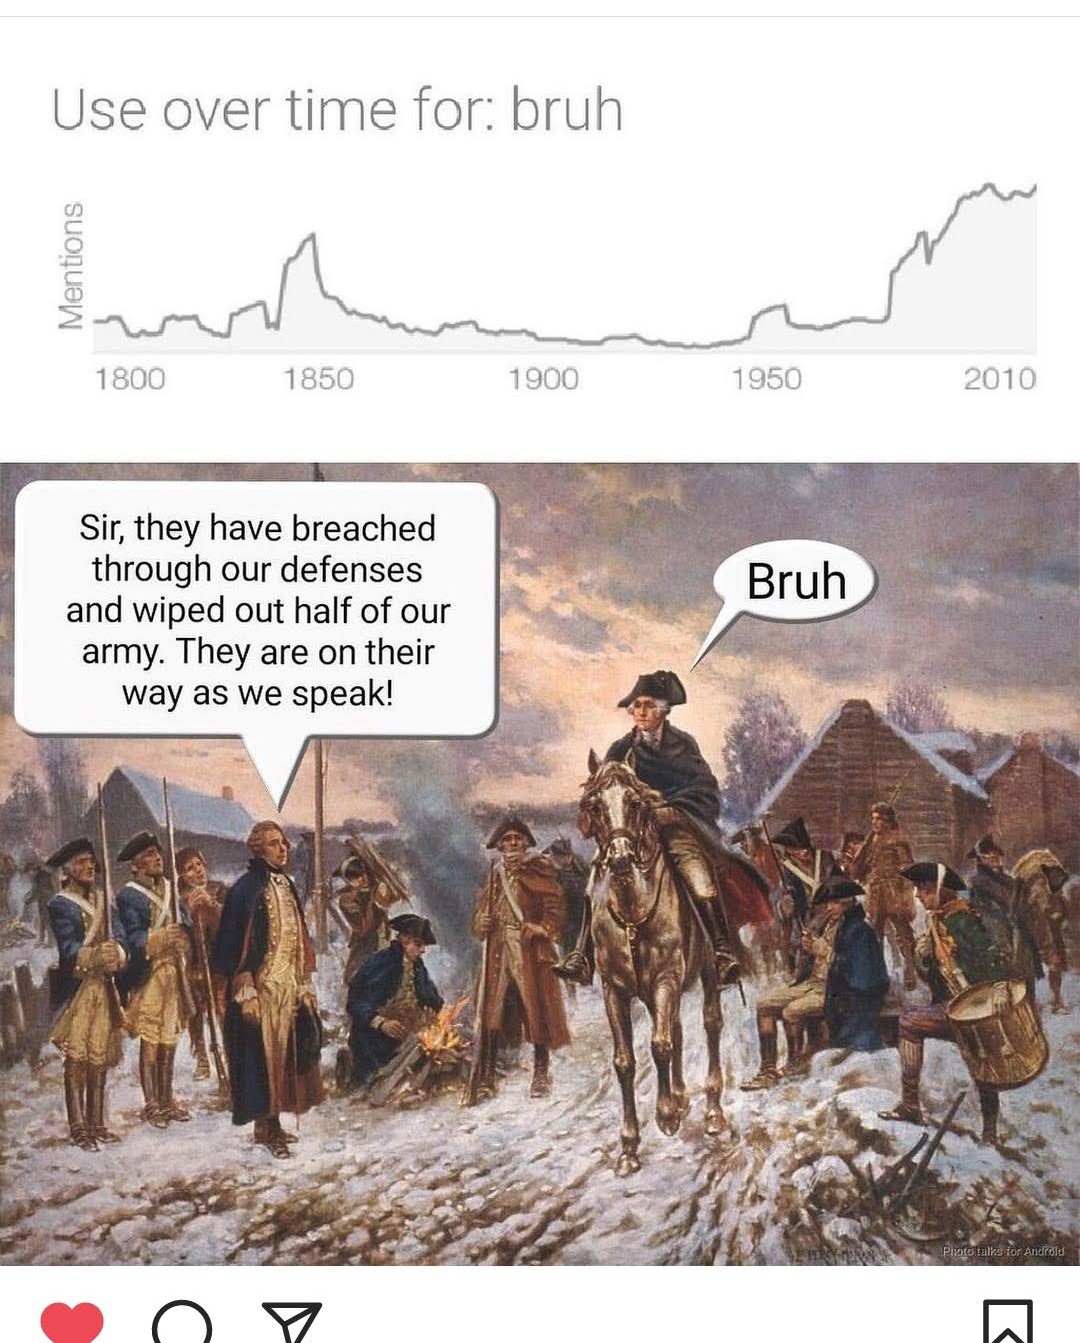 Use over time for: bruh
Mentions
1800 1850 1900 1950 2010
Sir, they have breached
through our defenses
and wiped out half of our
army. They are on their
way as we speak!
Bruh
Photo talks for Android